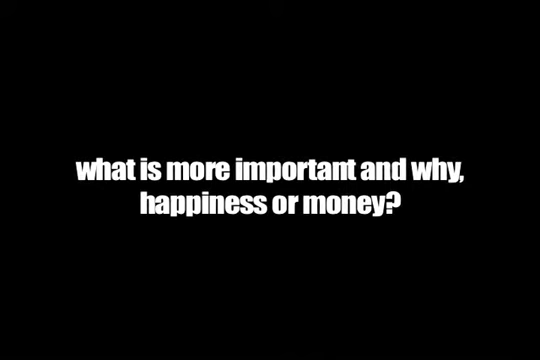 what is more important and why,
happiness or money?